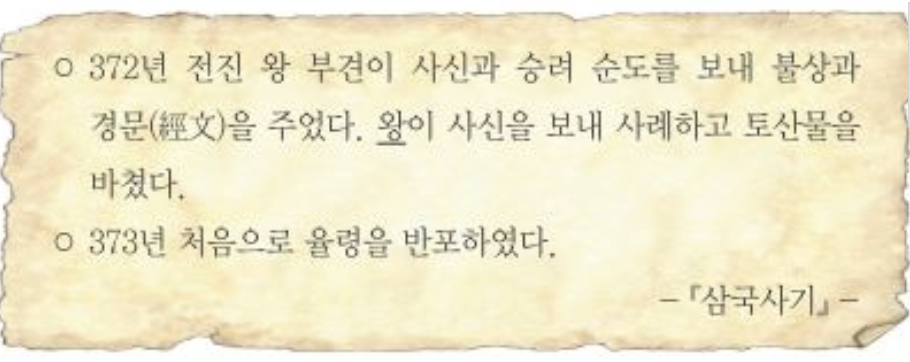 ○ 372년 전진 왕 부견이 사신과 승려 순도를 보내 불상과
경문(經文)을 주었다. 왕이 사신을 보내 사례하고 토산물을
바쳤다.
○ 373년 처음으로 율령을 반포하였다.
-『삼국사기』-